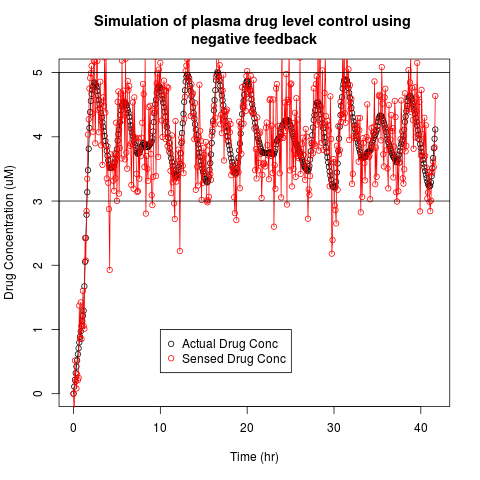 Simulation of plasma drug level control using
negative feedback
Drug Concentration (uM)
5
4
3
2
1
0
Actual Drug Conc
Sensed Drug Conc
0 10 20 30 40
Time (hr)